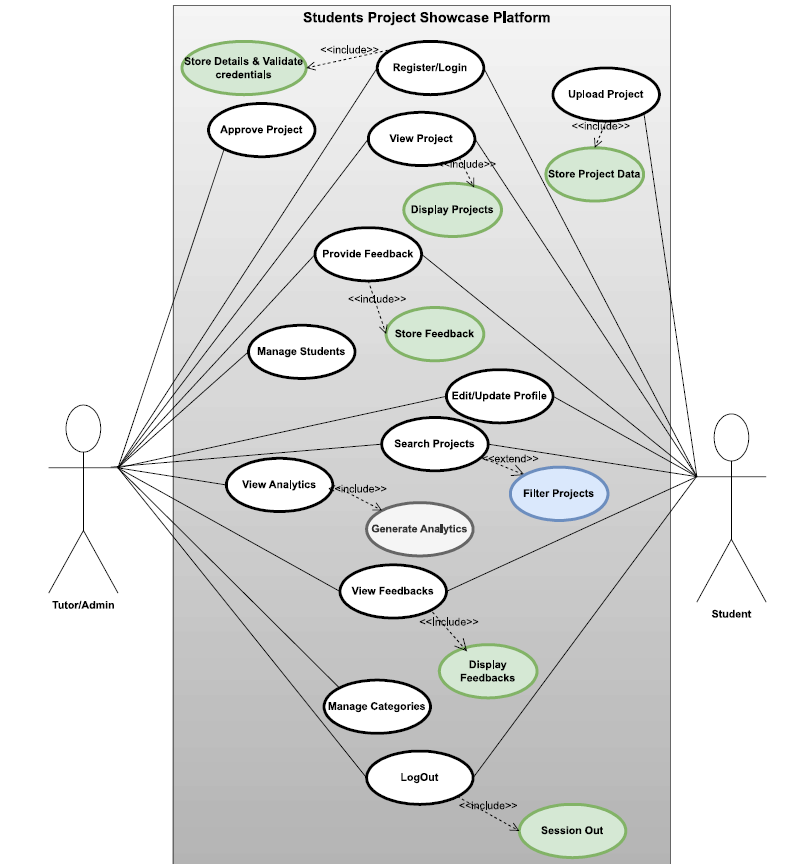 Students Project Showcase Platform
<<include>>
Store Details & Validate
credentials
Register/Login
Upload Project
<<include>>
Approve Project
View Project
<<include>>
Store Project Data
Display Projects
Provide Feedback
<<include>>
Store Feedback
Manage Students
Edit/Update Profile
Search Projects
<<extend>>
View Analytics
<<include>>
Filter Projects
Generate Analytics
View Feedbacks
Tutor/Admin
Student
<<include>>
Display
Feedbacks
Manage Categories
LogOut
<<include>>
Session Out